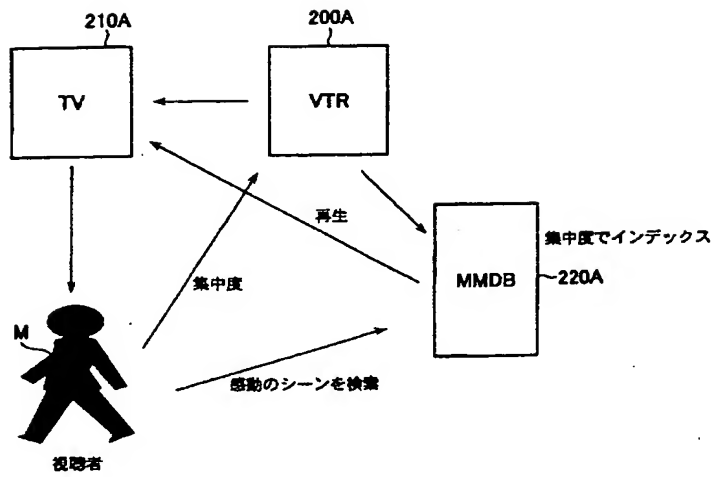 210A
200A
TV
VTR
再生
集中度でインデックス
MMDB
220A
集中度
M
感動のシーンを検索
視聴者